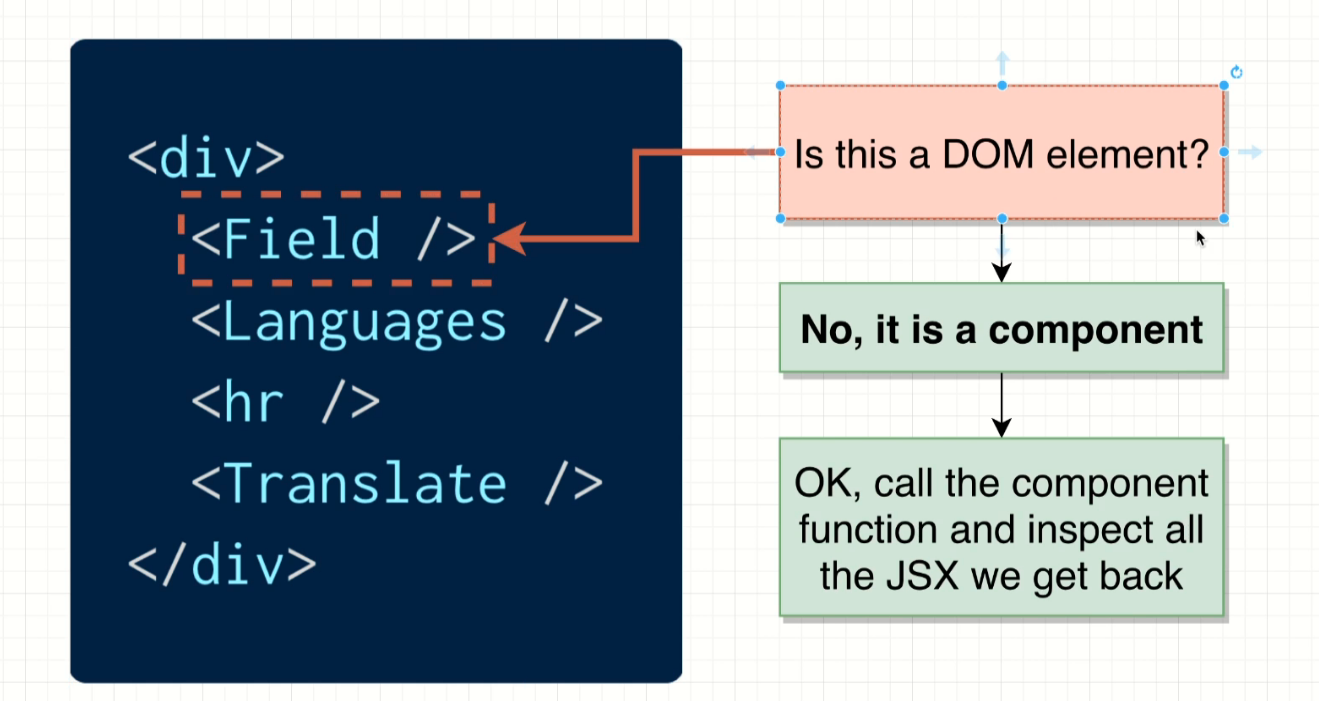 <div>
<Field />
<Languages />
<hr />
<Translate />
</div>
Is this a DOM element?
No, it is a component
OK, call the component
function and inspect all
the JSX we get back